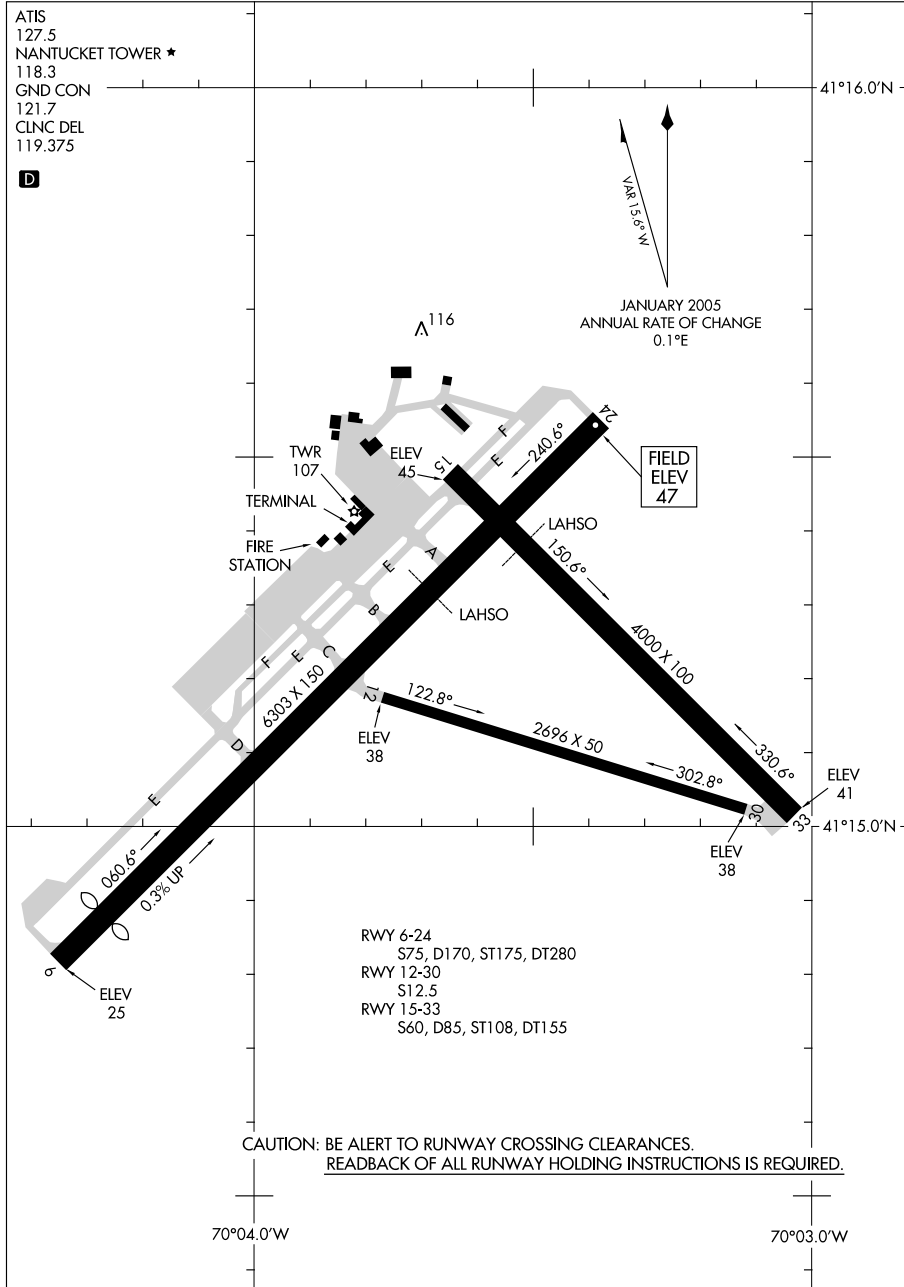 ATIS
127.5
NANTUCKET TOWER
118.3
GND CON
121.7
CLNC DEL
119.375
D
41°16.0'N
VAR 15.6° W
JANUARY 2005
ANNUAL RATE OF CHANGE
0.1°E
116
24
240.6°
F
E
FIELD
ELEV
47
TWR
107
ELEV
45
15
TERMINAL
FIRE
STATION
LAHSO
150.6°
A
E
LAHSO
B
4000 X 100
C
E
F
6303 X 150
12
122.8°
2696 X 50
ELEV
38
D
302.8°
330.6°
ELEV
41
E
30
33
41°15.0'N
ELEV
38
060.6°
0.3% UP
6
ELEV
25
RWY 6-24
S75, D170, ST175, DT280
RWY 12-30
S12.5
RWY 15-33
S60, D85, ST108, DT155
CAUTION: BE ALERT TO RUNWAY CROSSING CLEARANCES.
READBACK OF ALL RUNWAY HOLDING INSTRUCTIONS IS REQUIRED.
70°04.0'W
70°03.0'W